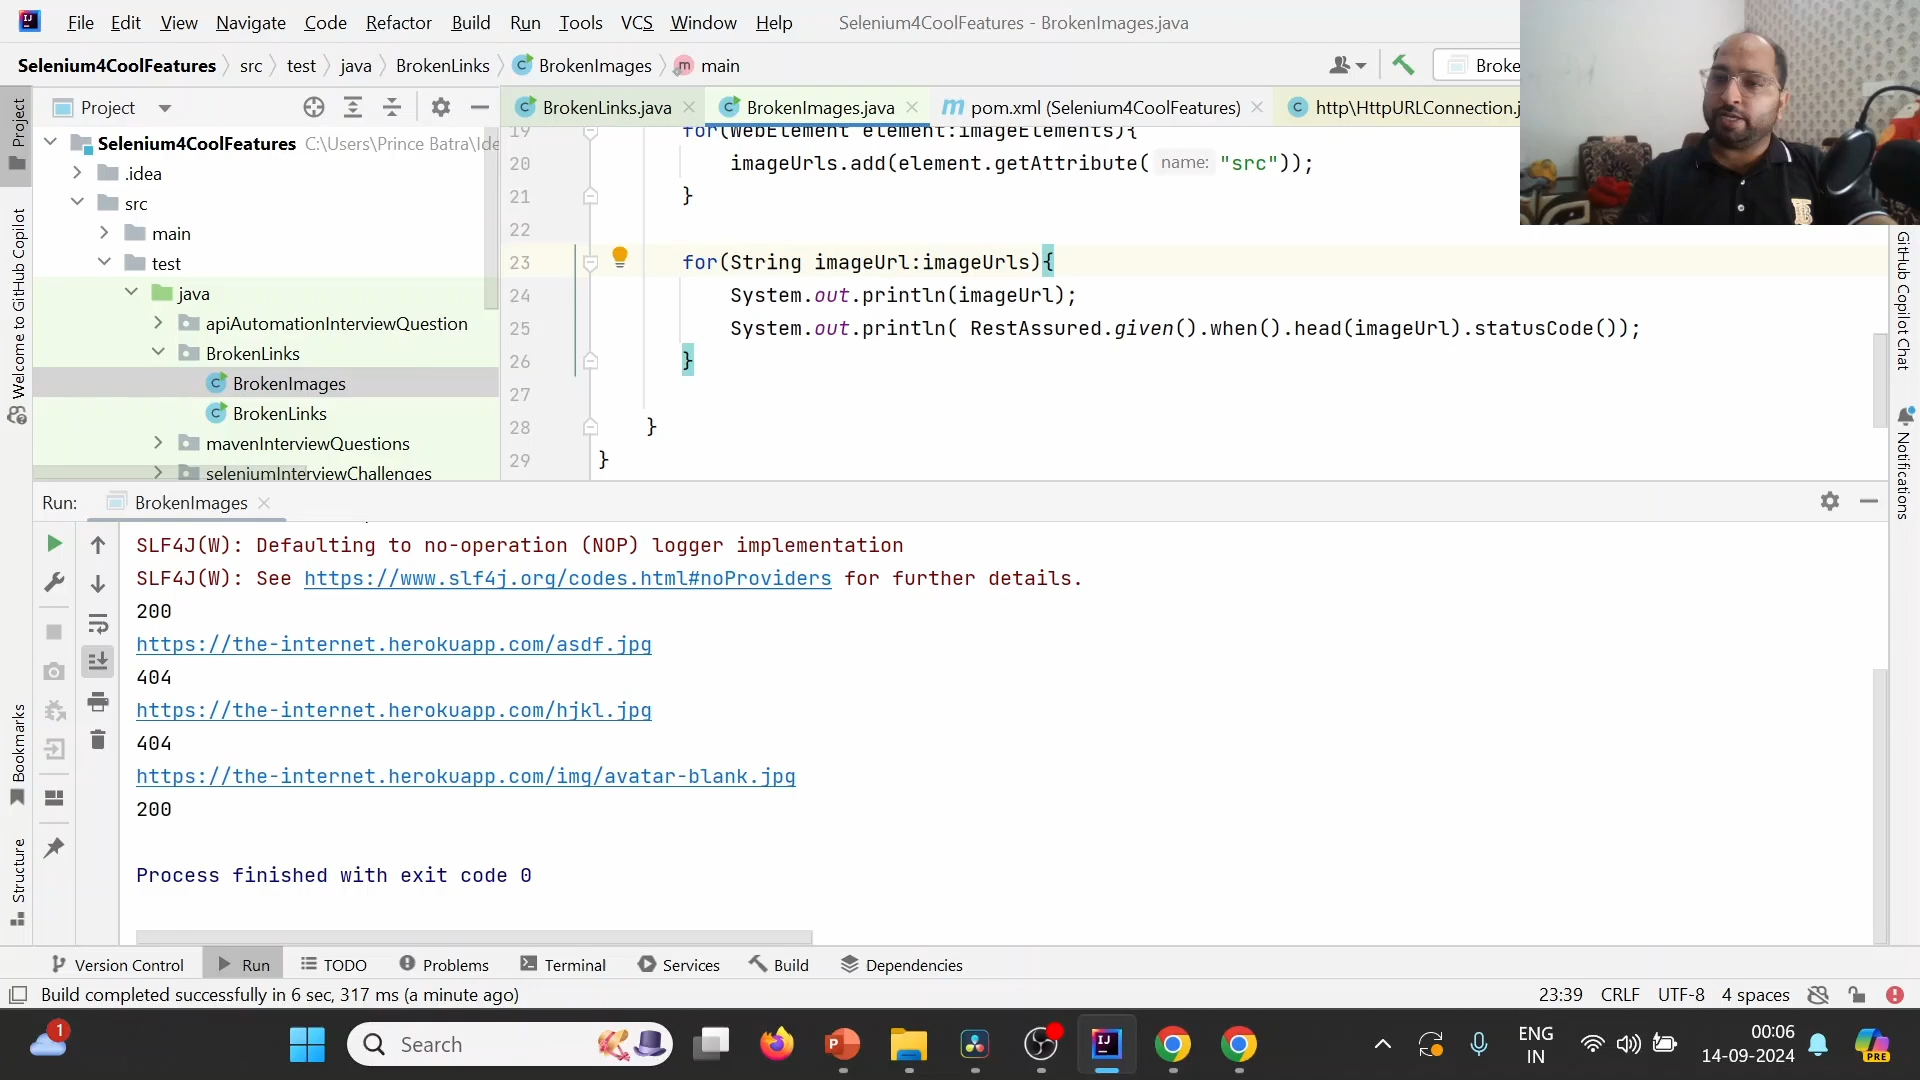 File Edit View Navigate Code Refactor Build Run Tools VCS Window Help Selenium4CoolFeatures - BrokenImages.java
Selenium4CoolFeatures src test java BrokenLinks BrokenImages main Broke
Project
BrokenLinks.java BrokenImages.java pom.xml (Selenium4CoolFeatures) http\HttpURLConnection.j
Project
Selenium4CoolFeatures C:\Users\Prince Batra\Ide
.idea
src
main
test
java
apiAutomationInterviewQuestion
BrokenLinks
BrokenImages
BrokenLinks
mavenInterviewQuestions
seleniumInterviewChallenges
Welcome to GitHub Copilot
Bookmarks
Structure
19 for(WebElement element:imageElements){
20 imageUrls.add(element.getAttribute( name: "src"));
21 }
22
23 for(String imageUrl:imageUrls){
24 System.out.println(imageUrl);
25 System.out.println( RestAssured.given().when().head(imageUrl).statusCode());
26 }
27
28 }
29 }
GitHub Copilot Chat
Notifications
Run: BrokenImages
SLF4J(W): Defaulting to no-operation (NOP) logger implementation
SLF4J(W): See https://www.slf4j.org/codes.html#noProviders for further details.
200
https://the-internet.herokuapp.com/asdf.jpg
404
https://the-internet.herokuapp.com/hjkl.jpg
404
https://the-internet.herokuapp.com/img/avatar-blank.jpg
200
Process finished with exit code 0
Version Control Run TODO Problems Terminal Services Build Dependencies
Build completed successfully in 6 sec, 317 ms (a minute ago) 23:39 CRLF UTF-8 4 spaces
1 Search ENG 00:06
IN 14-09-2024 PRE